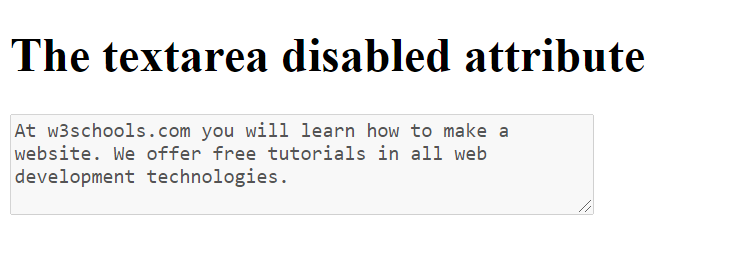 The textarea disabled attribute
At w3schools.com you will learn how to make a
website. We offer free tutorials in all web
development technologies.